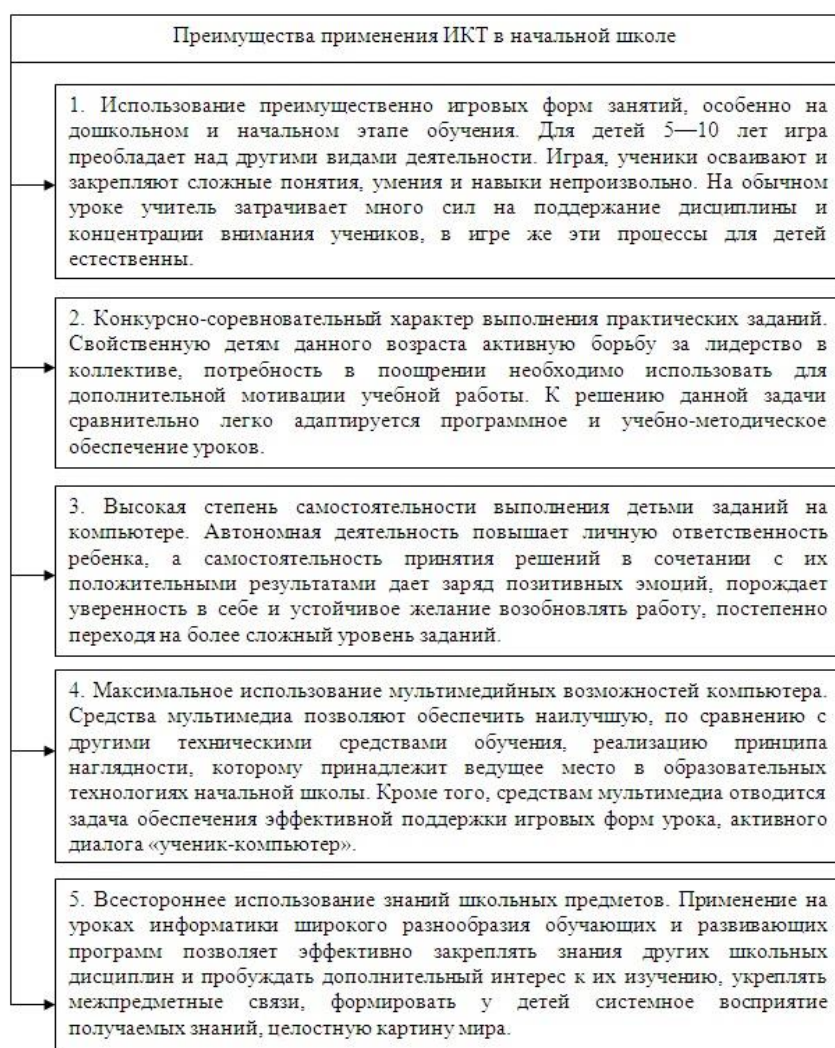 Преимущества применения ИКТ в начальной школе
1. Использование преимущественно игровых форм занятий, особенно на
дошкольном и начальном этапе обучения. Для детей 5—10 лет игра
преобладает над другими видами деятельности. Играя, ученики осваивают и
закрепляют сложные понятия, умения и навыки непроизвольно. На обычном
уроке учитель затрачивает много сил на поддержание дисциплины и
концентрации внимания учеников, в игре же эти процессы для детей
естественны.
2. Конкурсно-соревновательный характер выполнения практических заданий.
Свойственную детям данного возраста активную борьбу за лидерство в
коллективе, потребность в поощрении необходимо использовать для
дополнительной мотивации учебной работы. К решению данной задачи
сравнительно легко адаптируется программное и учебно-методическое
обеспечение уроков.
3. Высокая степень самостоятельности выполнения детьми заданий на
компьютере. Автономная деятельность повышает личную ответственность
ребенка, а самостоятельность принятия решений в сочетании с их
положительными результатами дает заряд позитивных эмоций, порождает
уверенность в себе и устойчивое желание возобновлять работу, постепенно
переходя на более сложный уровень заданий.
4. Максимальное использование мультимедийных возможностей компьютера.
Средства мультимедиа позволяют обеспечить наилучшую, по сравнению с
другими техническими средствами обучения, реализацию принципа
наглядности, которому принадлежит ведущее место в образовательных
технологиях начальной школы. Кроме того, средствам мультимедиа отводится
задача обеспечения эффективной поддержки игровых форм урока, активного
диалога «ученик-компьютер».
5. Всестороннее использование знаний школьных предметов. Применение на
уроках информатики широкого разнообразия обучающих и развивающих
программ позволяет эффективно закреплять знания других школьных
дисциплин и пробуждать дополнительный интерес к их изучению, укреплять
межпредметные связи, формировать у детей системное восприятие
получаемых знаний, целостную картину мира.